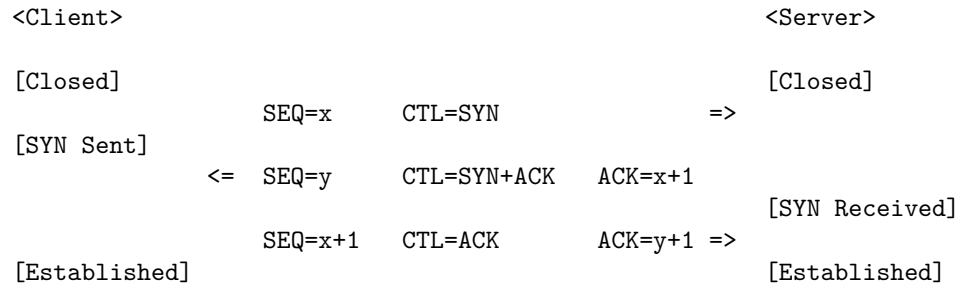 <Client> <Server>
[Closed] [Closed]
SEQ=x CTL=SYN =>
[SYN Sent]
<= SEQ=y CTL=SYN+ACK ACK=x+1
[SYN Received]
SEQ=x+1 CTL=ACK ACK=y+1 =>
[Established] [Established]